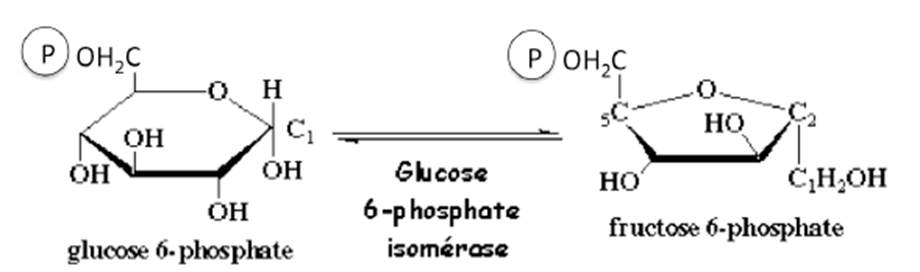 P OH₂C
O H
OH C₁
OH OH
OH
glucose 6-phosphate
Glucose
6-phosphate
isomérase
P OH₂C
O
₅C HO C₂
HO C₁H₂OH
fructose 6-phosphate